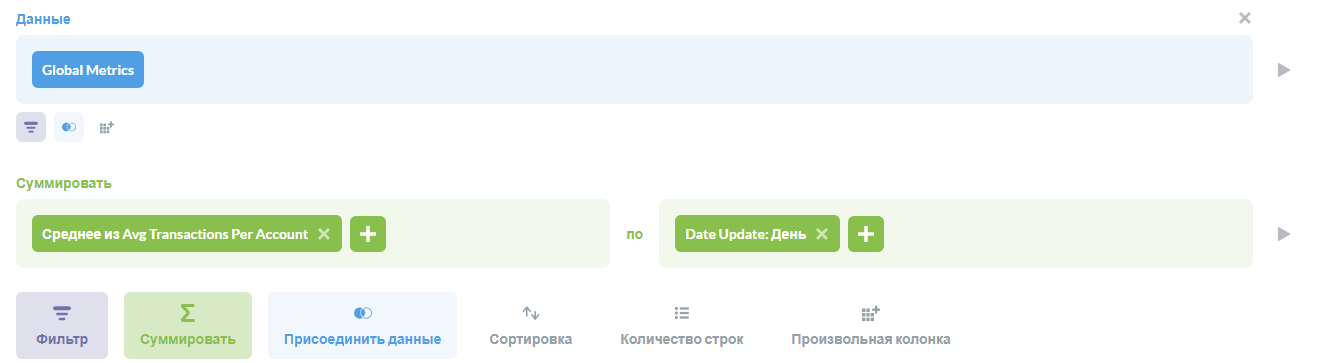 Данные
Global Metrics
Суммировать
Среднее из Avg Transactions Per Account
по
Date Update: День
Фильтр
Суммировать
Присоединить данные
Сортировка
Количество строк
Произвольная колонка